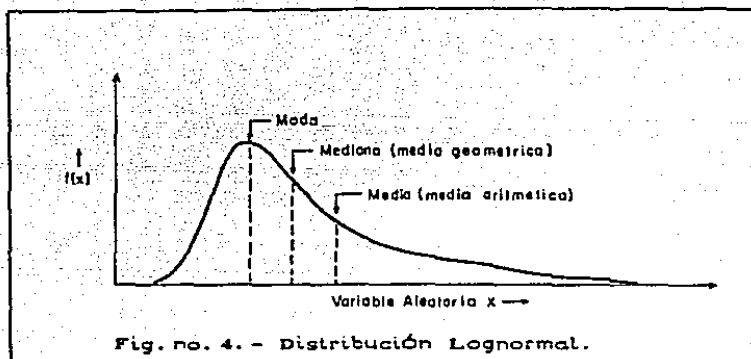 Moda
Mediana (media geometrica)
Media (media aritmetica)
f(x)
Variable Aleatoria x
Fig. no. 4. - Distribución Lognormal.